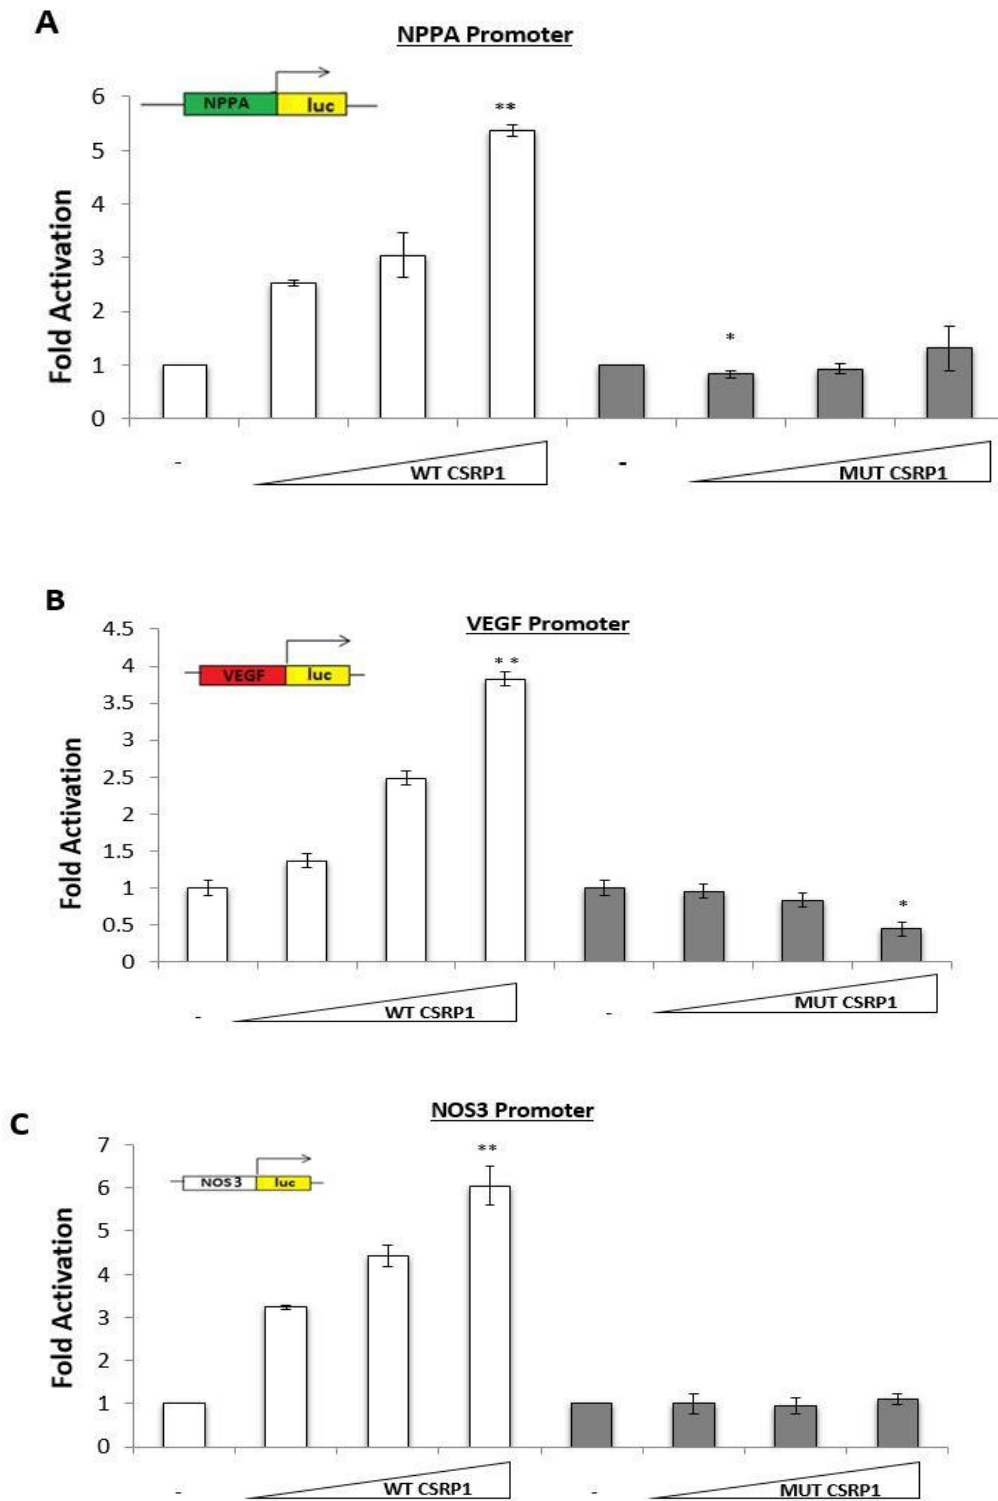 A
NPPA Promoter
NPPA luc
Fold Activation
6
5
4
3
2
1
0
**
*
- WT CSRP1 - MUT CSRP1
B
VEGF Promoter
VEGF luc
Fold Activation
4.5
4
3.5
3
2.5
2
1.5
1
0.5
0
* *
*
- WT CSRP1 - MUT CSRP1
C
NOS3 Promoter
NOS3 luc
Fold Activation
7
6
5
4
3
2
1
0
**
- WT CSRP1 - MUT CSRP1